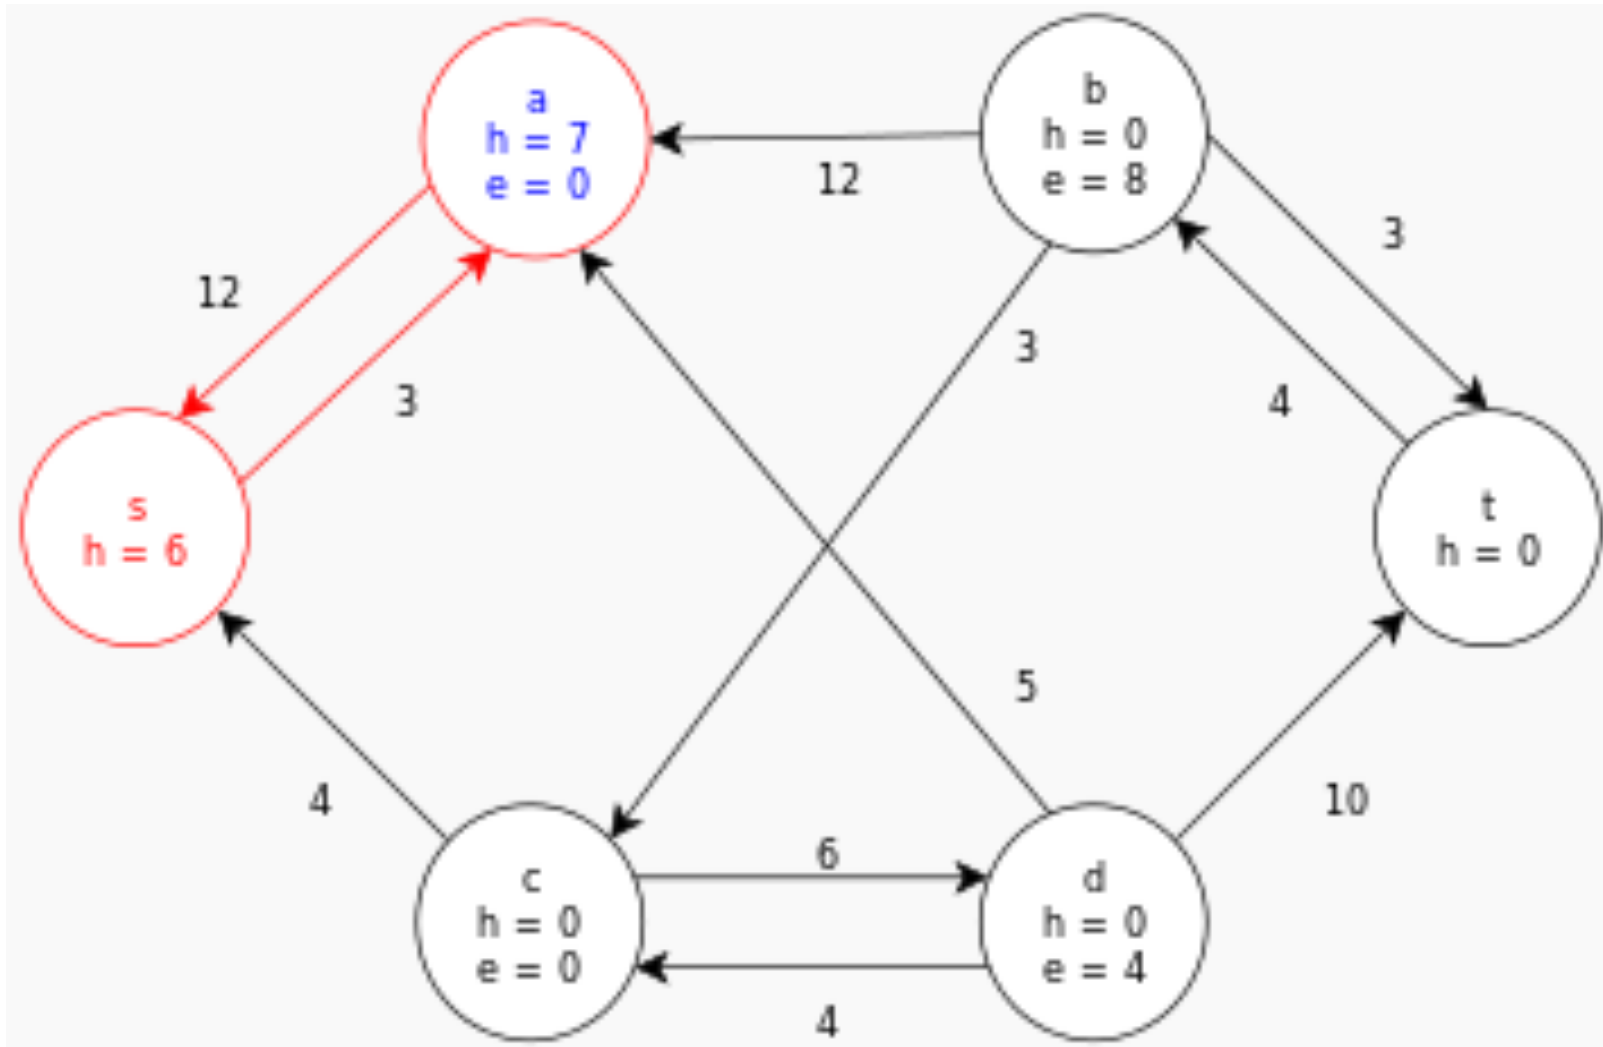 a
h = 7
e = 0
b
h = 0
e = 8
12
3
12
3
4
3
s
h = 6
t
h = 0
5
4
10
6
c
h = 0
e = 0
d
h = 0
e = 4
4